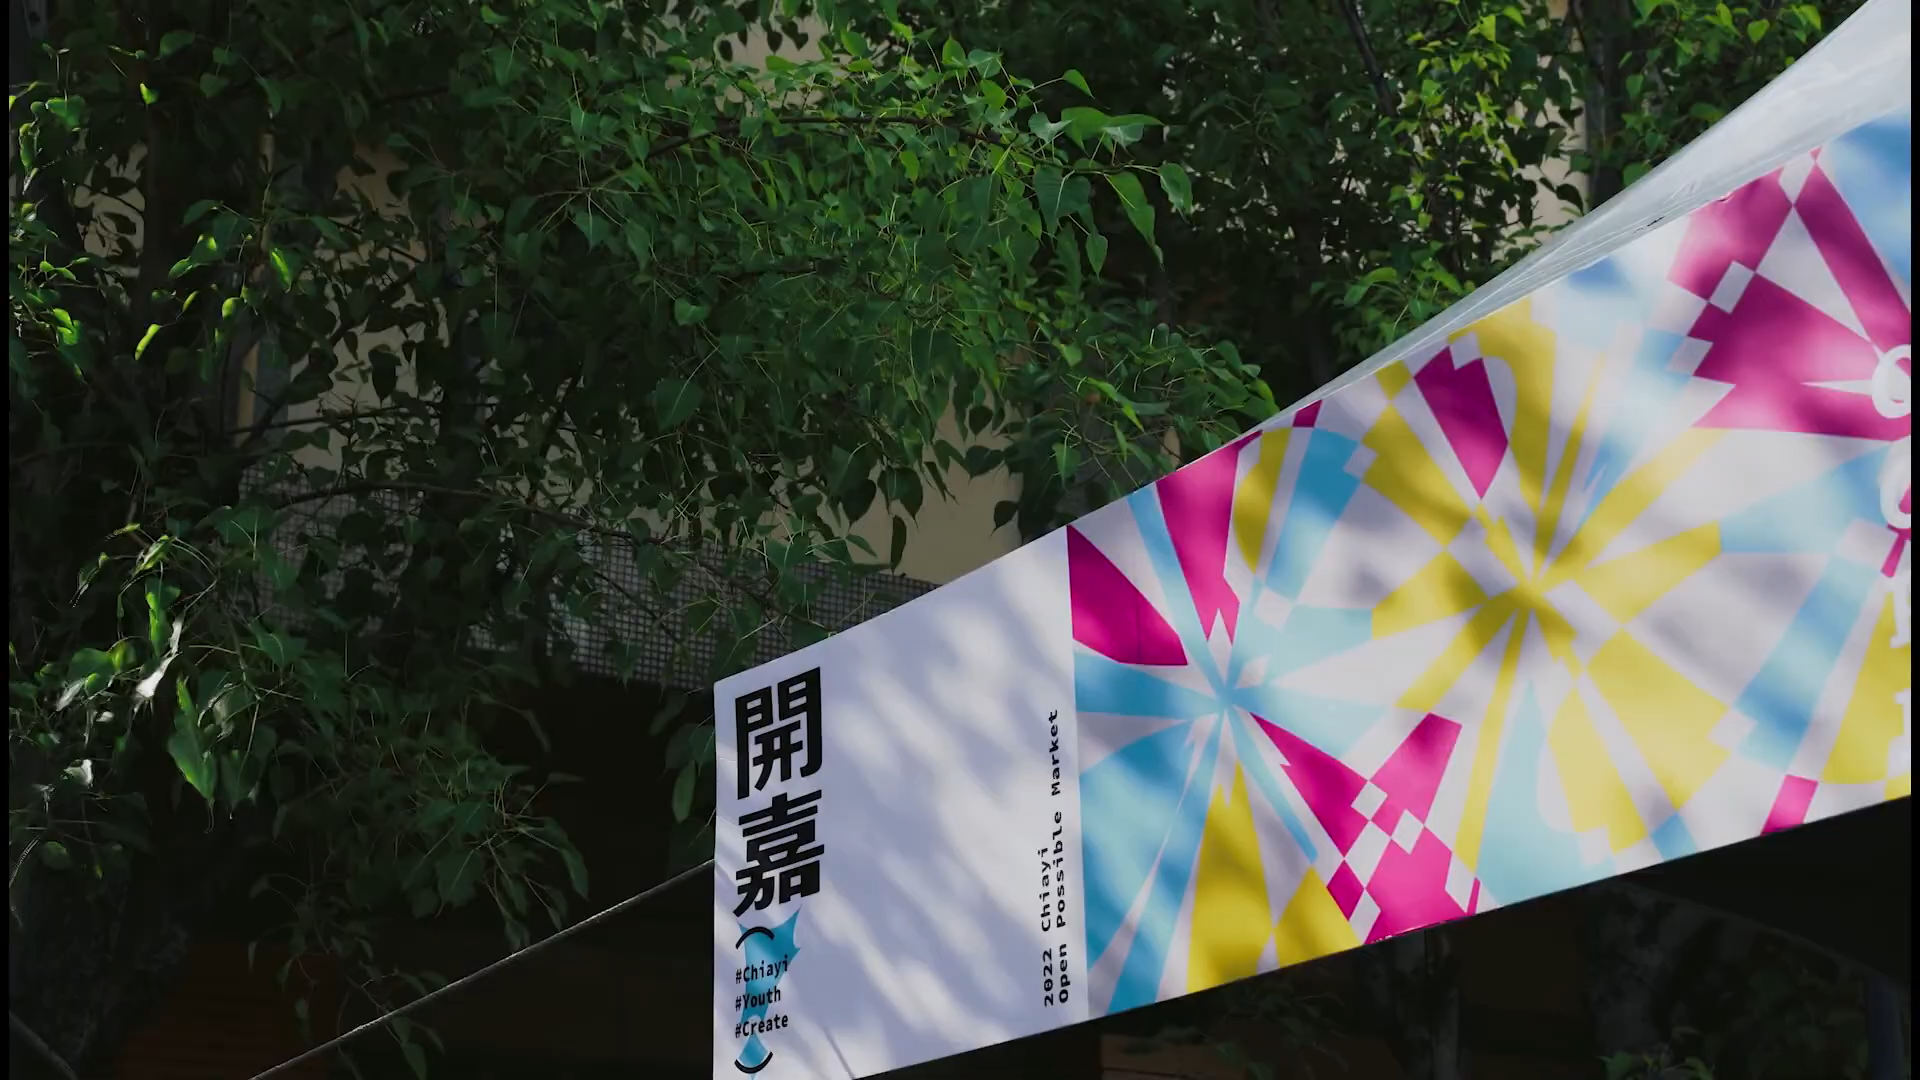 開嘉
(
#Chiayi
#Youth
#Create
)
2022 Chiayi
Open Possible Market